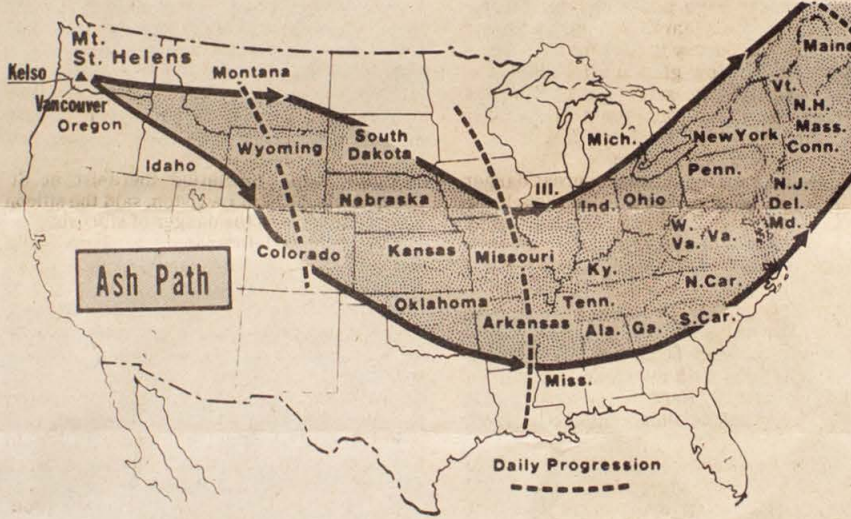 Mt.
St. Helens
Kelso
Vancouver
Oregon
Montana
Idaho
Wyoming
South
Dakota
Nebraska
Colorado
Kansas
Missouri
Oklahoma
Arkansas
Mich.
Ill.
Ind.
Ohio
Ky.
Tenn.
Ala.
Ga.
Miss.
W.
Va.
Va.
N.Car.
S.Car.
Maine
Vt.
N.H.
Mass.
Conn.
NewYork
Penn.
N.J.
Del.
Md.
Ash Path
Daily Progression